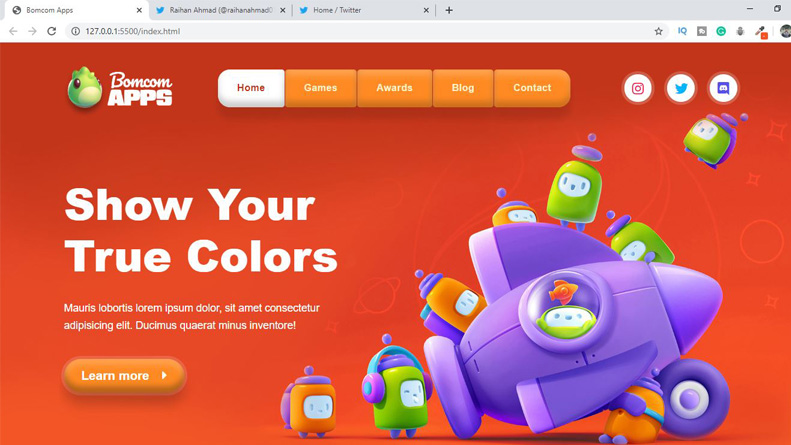 Bomcom Apps
Raihan Ahmad (@raihanahmad0
Home / Twitter
127.0.0.1:5500/index.html
IQ
Bomcom
APPS
Home
Games
Awards
Blog
Contact
Show Your
True Colors
Mauris lobortis lorem ipsum dolor, sit amet consectetur
adipisicing elit. Ducimus quaerat minus inventore!
Learn more